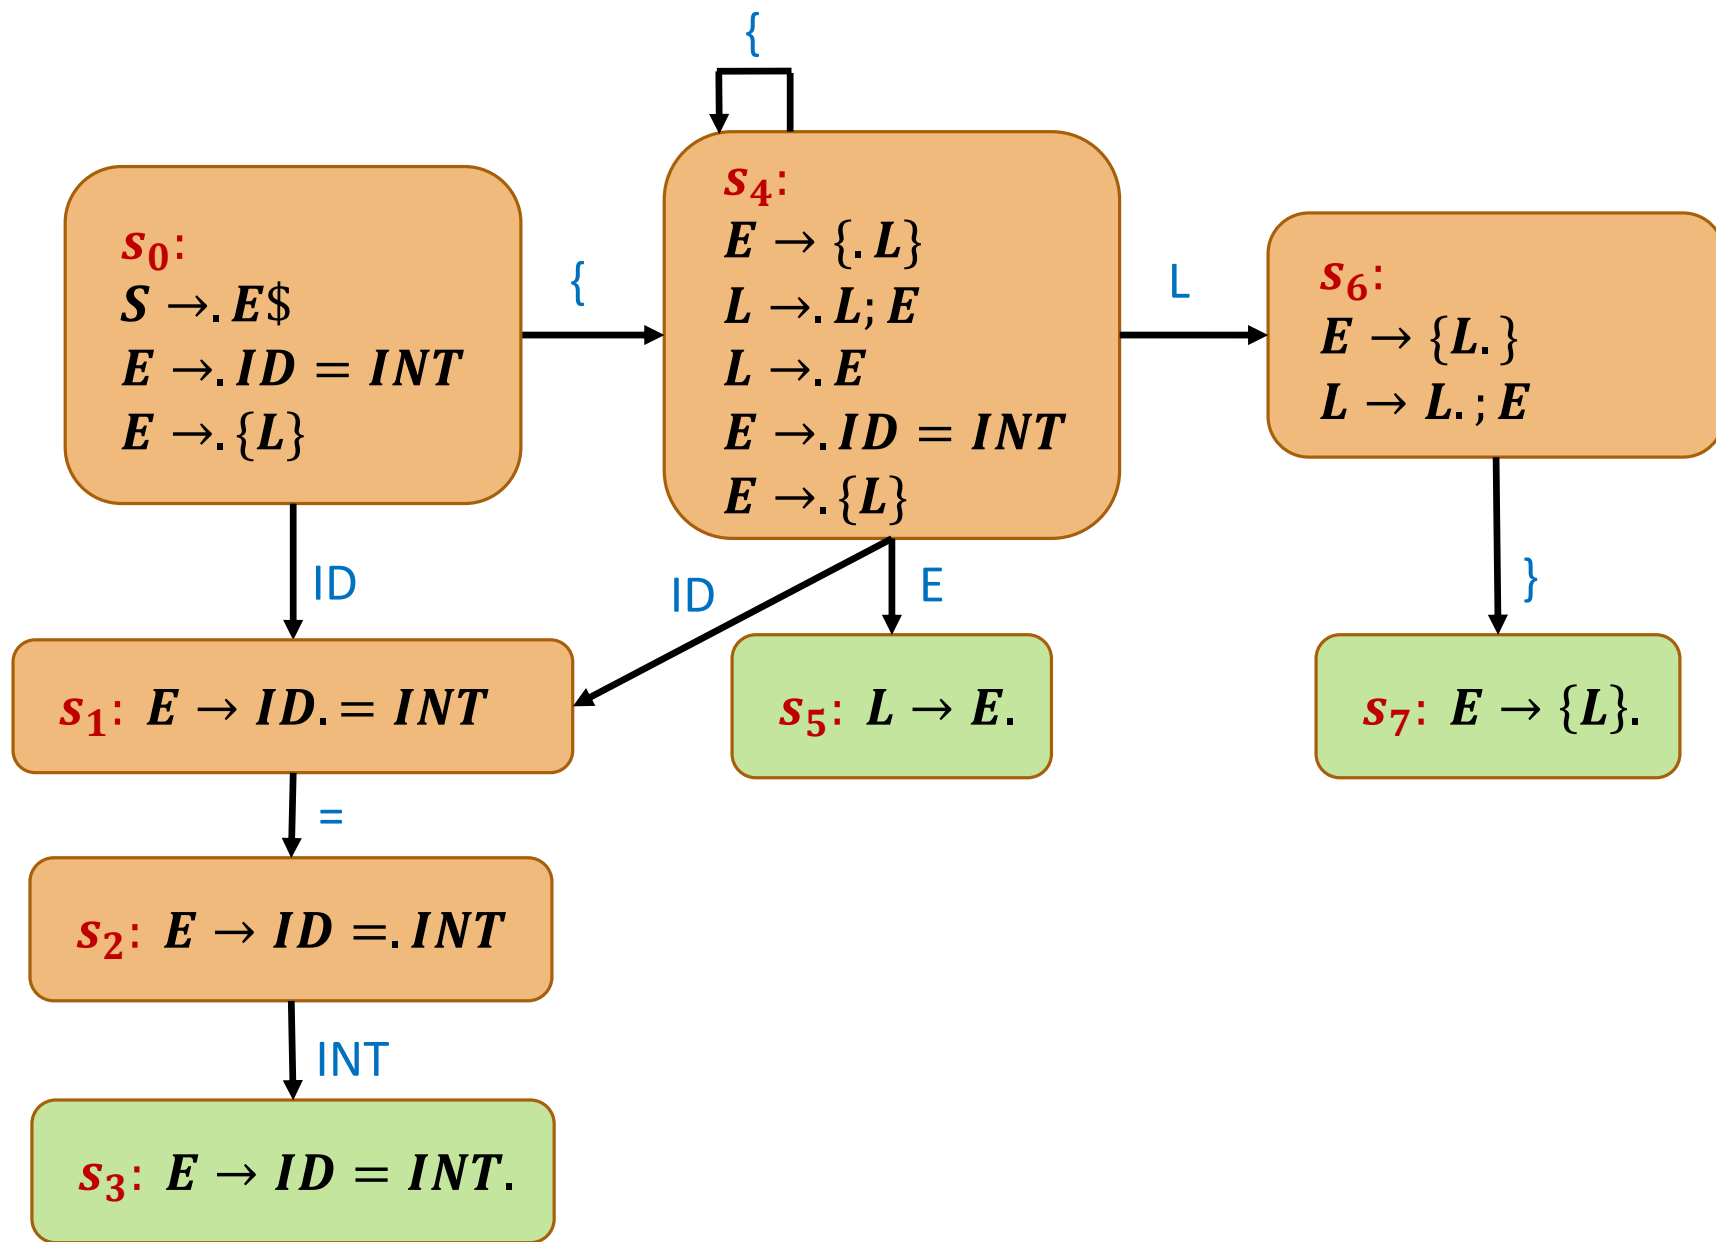 {
s₀:
S →. E$
E →. ID = INT
E →. {L}
{
s₄:
E → {. L}
L →. L; E
L →. E
E →. ID = INT
E →. {L}
L
s₆:
E → {L. }
L → L. ; E
ID
ID
E
}
s₁: E → ID. = INT
s₅: L → E.
s₇: E → {L}.
=
s₂: E → ID =. INT
INT
s₃: E → ID = INT.